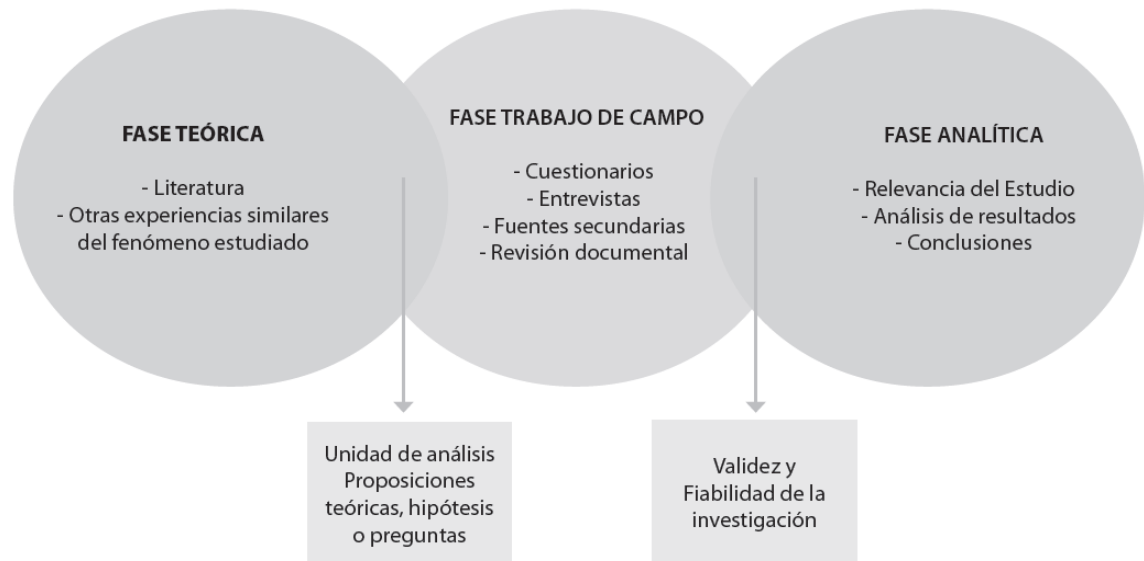 FASE TEÓRICA
- Literatura
- Otras experiencias similares
del fenómeno estudiado
FASE TRABAJO DE CAMPO
- Cuestionarios
- Entrevistas
- Fuentes secundarias
- Revisión documental
FASE ANALÍTICA
- Relevancia del Estudio
- Análisis de resultados
- Conclusiones
Unidad de análisis
Proposiciones
teóricas, hipótesis
o preguntas
Validez y
Fiabilidad de la
investigación